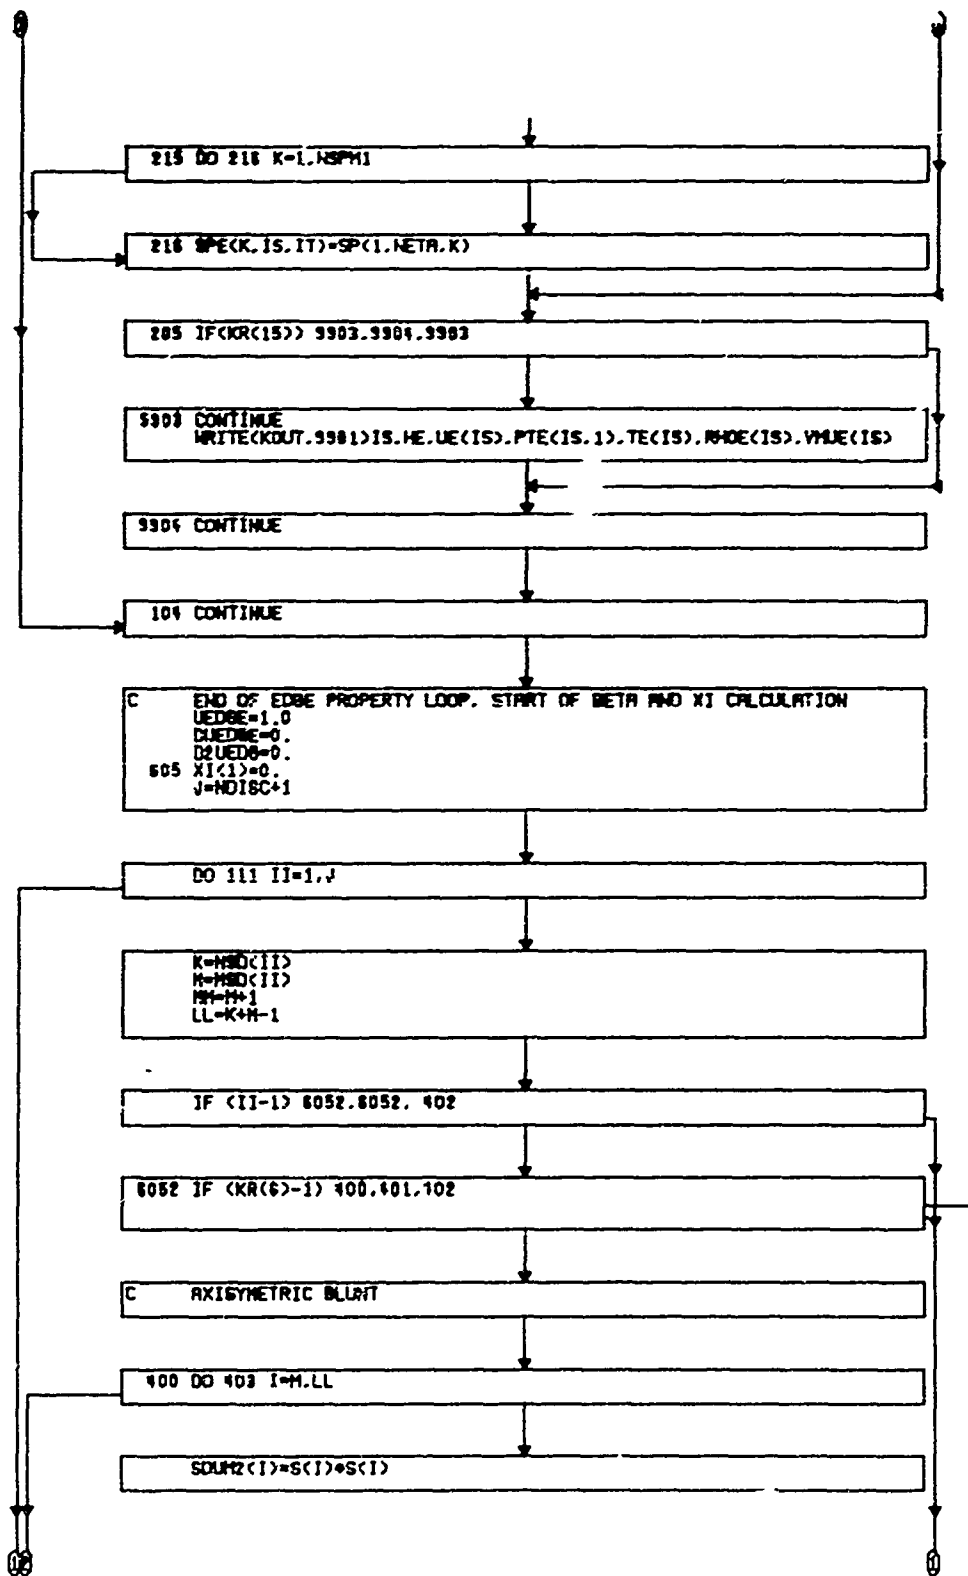 215 DO 216 K=1,NSPM1
216 SPE(K,IS,IT)=SP(1,NETA,K)
205 IF(KR(15)) 9903,9904,9903
9903 CONTINUE
WRITE(KOUT,9981)IS,HE,UE(IS),PTE(IS,1),TE(IS),RHOE(IS),VMUE(IS)
9904 CONTINUE
104 CONTINUE
C END OF EDGE PROPERTY LOOP. START OF BETA AND XI CALCULATION
UEDGE=1.0
DUEDGE=0.
D2UEDG=0.
605 XI(1)=0.
J=NDISC+1
DO 111 II=1,J
K=NSD(II)
M=MSD(II)
MM=M+1
LL=K+M-1
IF (II-1) 6052,6052, 402
6052 IF (KR(6)-1) 400,401,402
C AXISYMETRIC BLUNT
400 DO 403 I=M,LL
SDUM2(I)=S(I)*S(I)